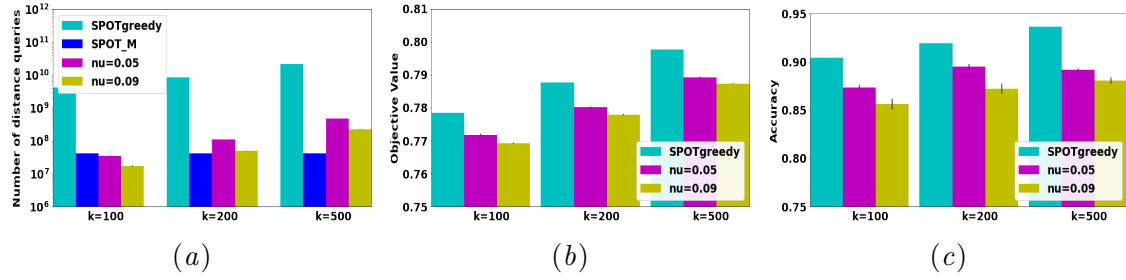 Number of distance queries
10^12
10^11
10^10
10^9
10^8
10^7
10^6
SPOTgreedy
SPOT_M
nu=0.05
nu=0.09
k=100
k=200
k=500
(a)
Objective Value
0.82
0.81
0.80
0.79
0.78
0.77
0.76
0.75
SPOTgreedy
nu=0.05
nu=0.09
k=100
k=200
k=500
(b)
Accuracy
0.95
0.90
0.85
0.80
0.75
SPOTgreedy
nu=0.05
nu=0.09
k=100
k=200
k=500
(c)